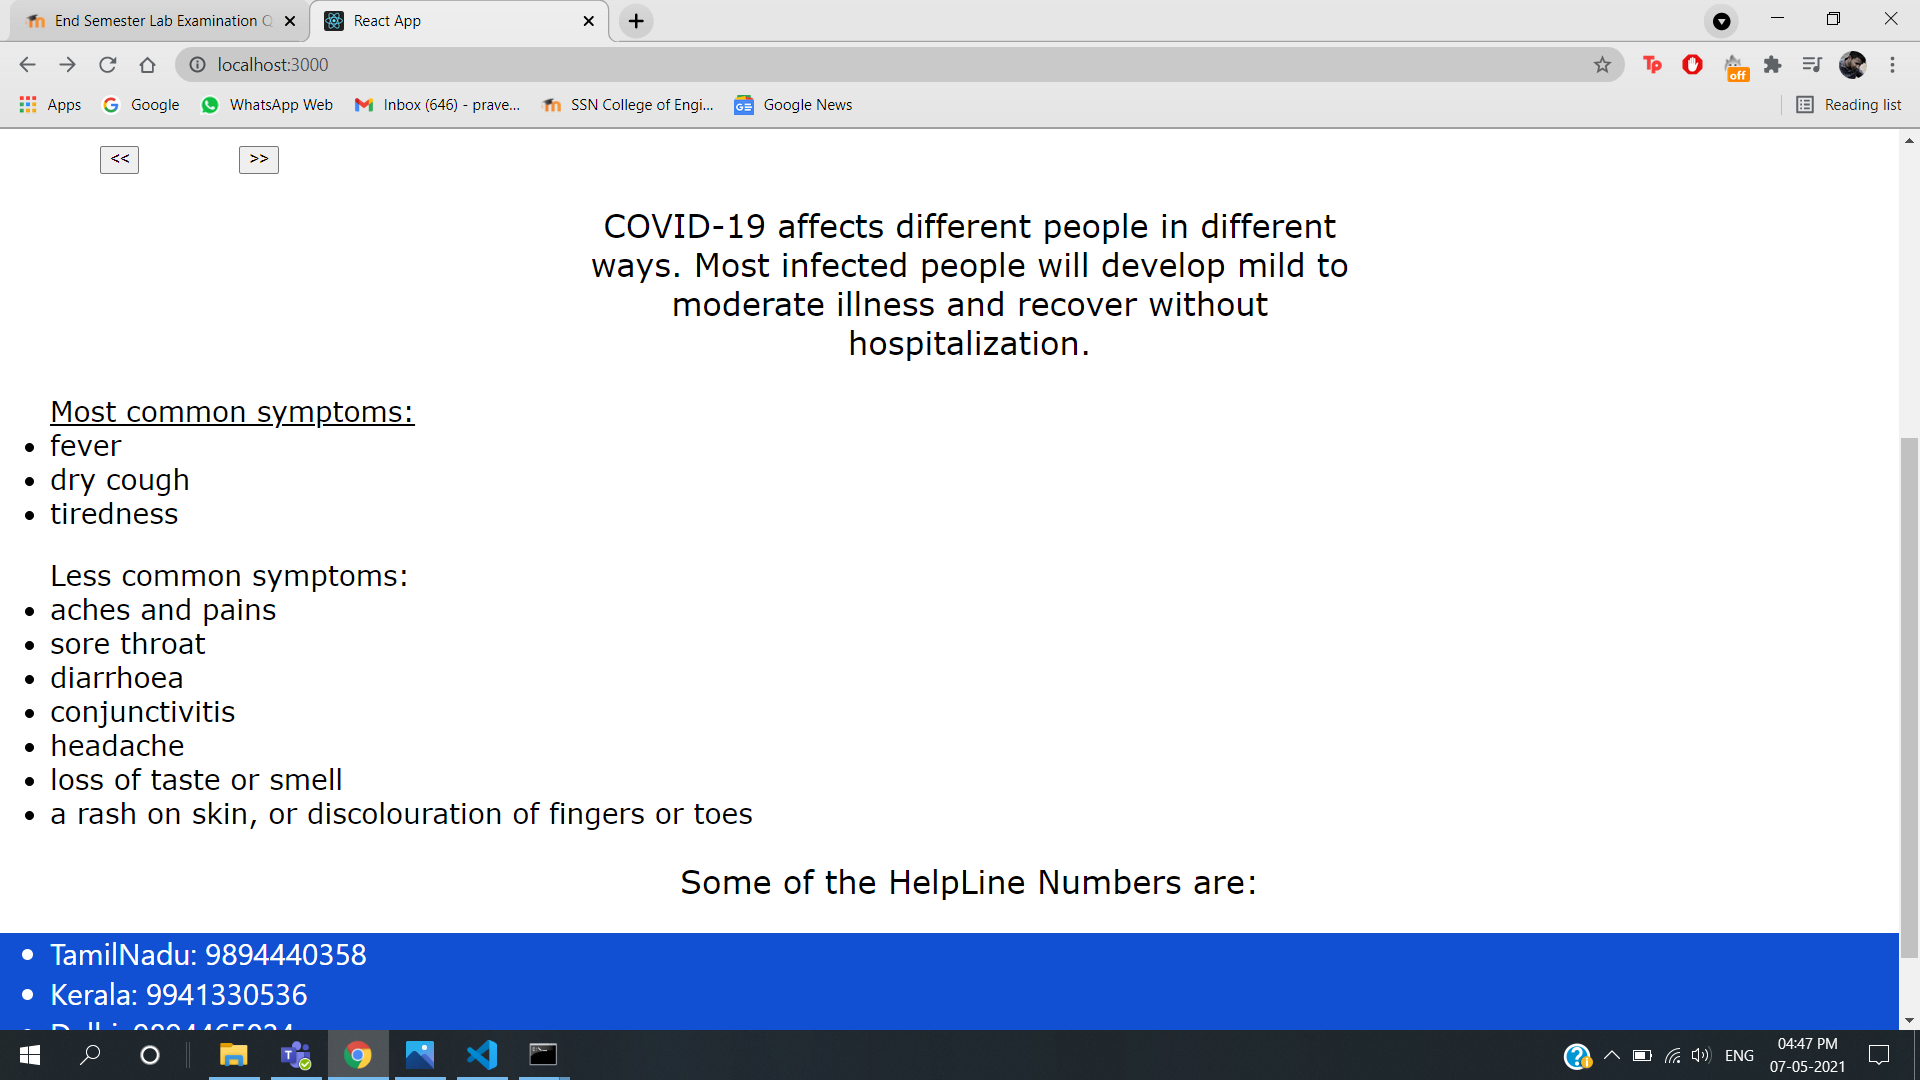 End Semester Lab Examination Q
React App
localhost:3000
off
Apps
Google
WhatsApp Web
Inbox (646) - prave...
SSN College of Engi...
Google News
Reading list
<<
>>
COVID-19 affects different people in different
ways. Most infected people will develop mild to
moderate illness and recover without
hospitalization.
Most common symptoms:
fever
dry cough
tiredness
Less common symptoms:
aches and pains
sore throat
diarrhoea
conjunctivitis
headache
loss of taste or smell
a rash on skin, or discolouration of fingers or toes
Some of the HelpLine Numbers are:
TamilNadu: 9894440358
Kerala: 9941330536
ENG
04:47 PM
07-05-2021